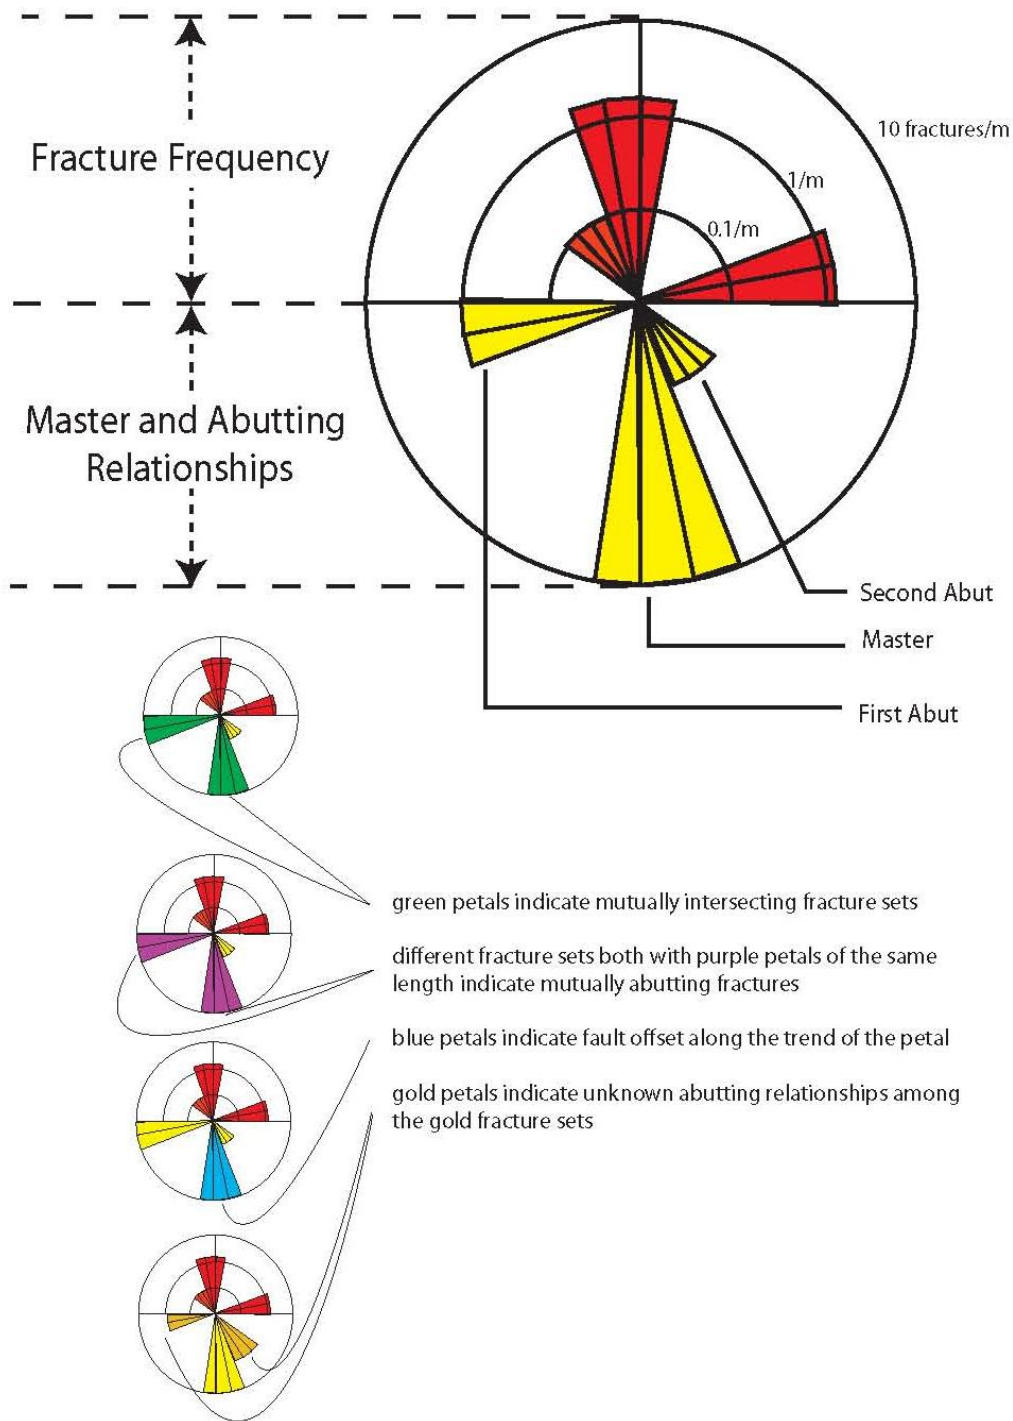 10 fractures/m
Fracture Frequency
1/m
0.1/m
Master and Abutting
Relationships
Second Abut
Master
First Abut
green petals indicate mutually intersecting fracture sets
different fracture sets both with purple petals of the same
length indicate mutually abutting fractures
blue petals indicate fault offset along the trend of the petal
gold petals indicate unknown abutting relationships among
the gold fracture sets